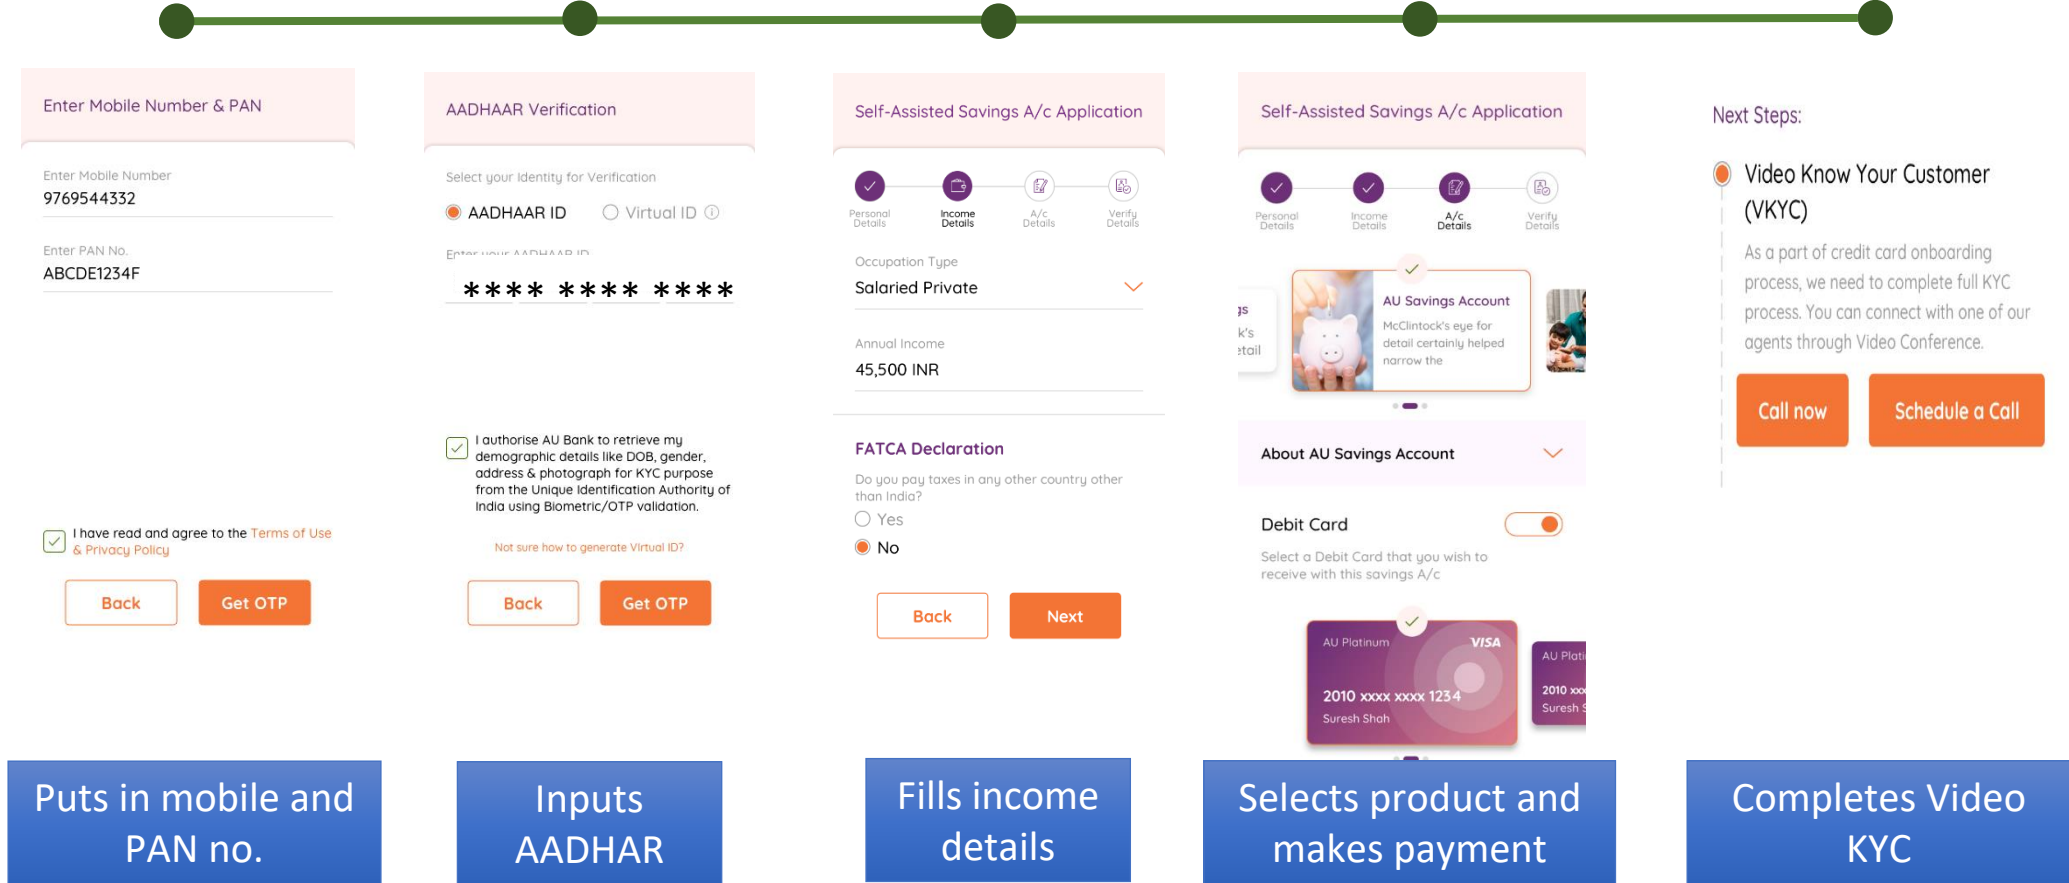 Enter Mobile Number & PAN
Enter Mobile Number
9769544332
Enter PAN No.
ABCDE1234F
I have read and agree to the Terms of Use
& Privacy Policy
Back
Get OTP
Puts in mobile and
PAN no.
AADHAAR Verification
Select your Identity for Verification
AADHAAR ID
Virtual ID
Enter your AADHAAR ID
**** **** ****
I authorise AU Bank to retrieve my
demographic details like DOB, gender,
address & photograph for KYC purpose
from the Unique Identification Authority of
India using Biometric/OTP validation.
Not sure how to generate VIrtual ID?
Back
Get OTP
Inputs
AADHAR
Self-Assisted Savings A/c Application
Personal
Details
Income
Details
A/c
Details
Verify
Details
Occupation Type
Salaried Private
Annual Income
45,500 INR
FATCA Declaration
Do you pay taxes in any other country other
than India?
Yes
No
Back
Next
Fills income
details
Self-Assisted Savings A/c Application
Personal
Details
Income
Details
A/c
Details
Verify
Details
gs
k's
etail
AU Savings Account
McClintock's eye for
detail certainly helped
narrow the
About AU Savings Account
Debit Card
Select a Debit Card that you wish to
receive with this savings A/c
AU Platinum
VISA
2010 xxxx xxxx 1234
Suresh Shah
AU Plati
2010 xxx
Suresh S
Selects product and
makes payment
Next Steps:
Video Know Your Customer
(VKYC)
As a part of credit card onboarding
process, we need to complete full KYC
process. You can connect with one of our
agents through Video Conference.
Call now
Schedule a Call
Completes Video
KYC